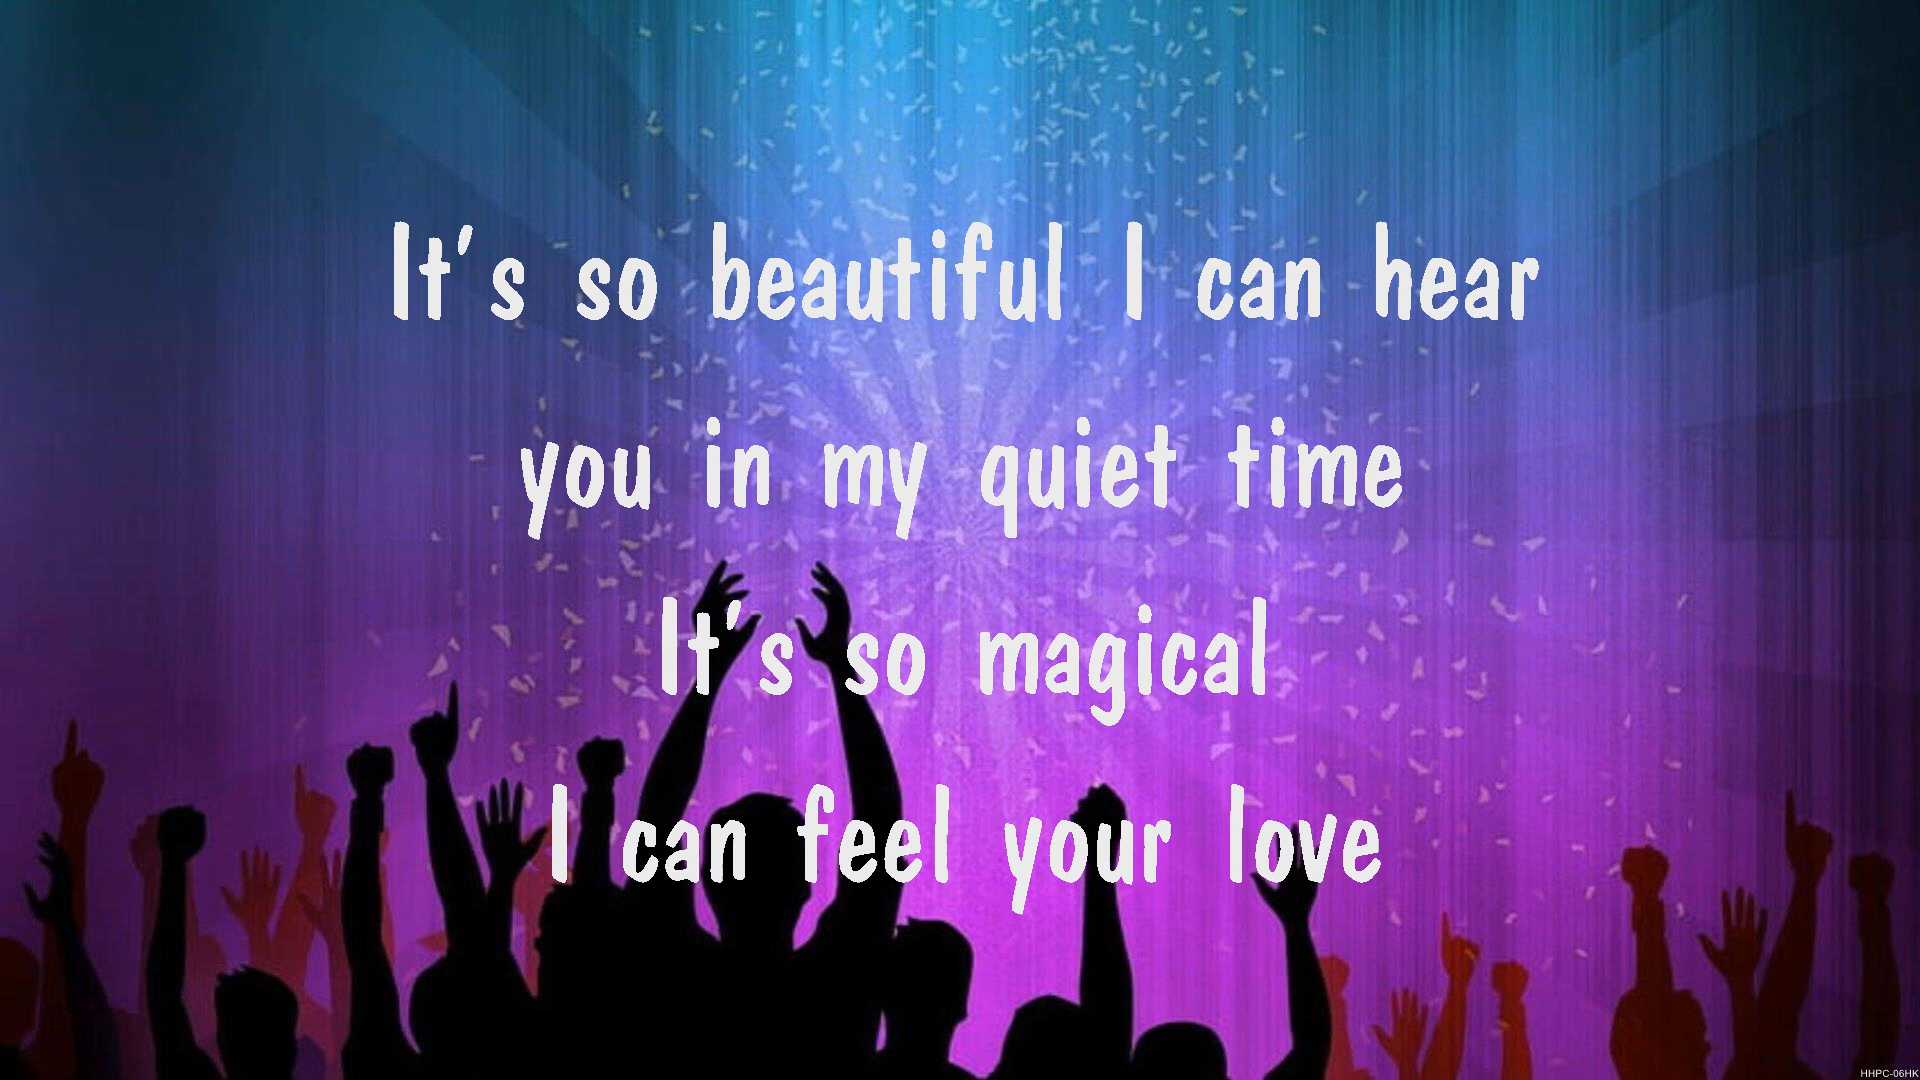 It's so beautiful I can hear
you in my quiet time
It's so magical
I can feel your love
HHPC-06HK